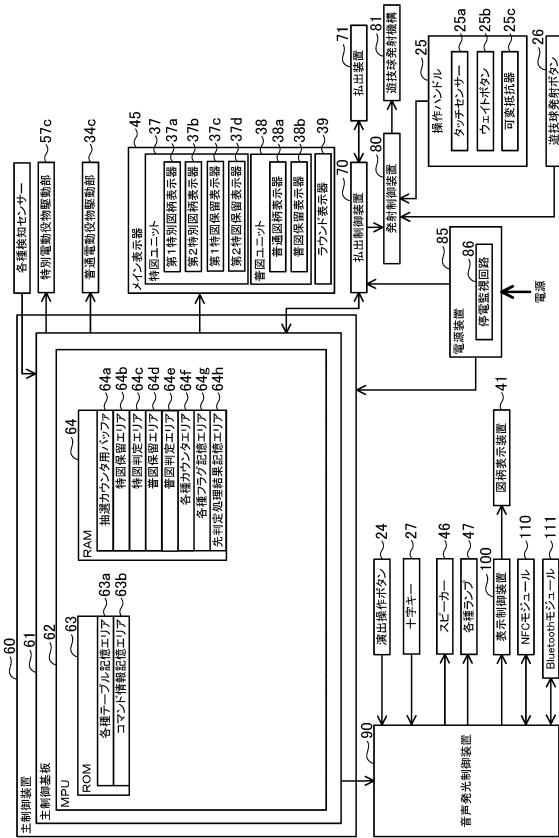 60
主制御装置
61
主制御基板
62
MPU
63
ROM
各種テーブル記憶エリア
63a
コマンド情報記憶エリア
63b
64
RAM
抽選カウンタ用バッファ
64a
特図保留エリア
64b
特図判定エリア
64c
普図保留エリア
64d
普図判定エリア
64e
各種カウンタエリア
64f
各種フラグ記憶エリア
64g
先判定処理結果記憶エリア
64h
各種検知センサー
特別電動役物駆動部
57c
普通電動役物駆動部
34c
メイン表示器
45
特図ユニット
37
第1特別図柄表示器
37a
第2特別図柄表示器
37b
第1特図保留表示器
37c
第2特図保留表示器
37d
普図ユニット
38
普通図柄表示器
38a
普図保留表示器
38b
ラウンド表示器
39
払出制御装置
70
払出装置
71
発射制御装置
80
遊技球発射機構
81
操作ハンドル
25
タッチセンサー
25a
ウェイトボタン
25b
可変抵抗器
25c
遊技球発射ボタン
26
電源装置
85
停電監視回路
86
電源
90
音声発光制御装置
演出操作ボタン
24
十字キー
27
スピーカー
46
各種ランプ
47
表示制御装置
100
図柄表示装置
41
NFCモジュール
110
Bluetoothモジュール
111